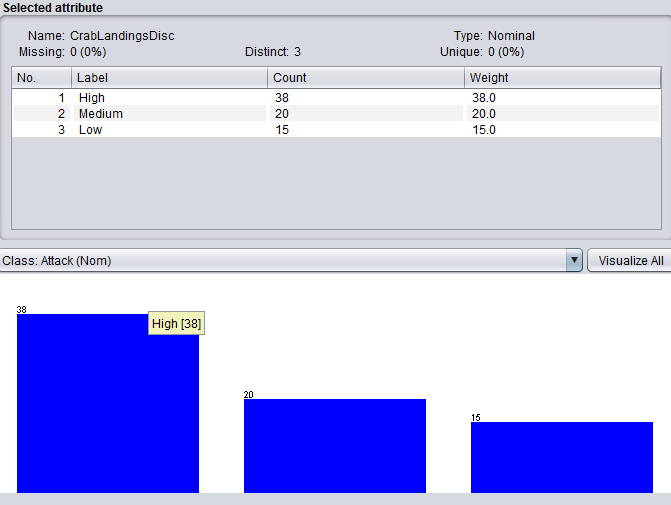 Selected attribute
Name: CrabLandingsDisc Type: Nominal
Missing: 0 (0%) Distinct: 3 Unique: 0 (0%)
No. Label Count Weight
1 High 38 38.0
2 Medium 20 20.0
3 Low 15 15.0
Class: Attack (Nom) Visualize All
38
High [38]
20
15